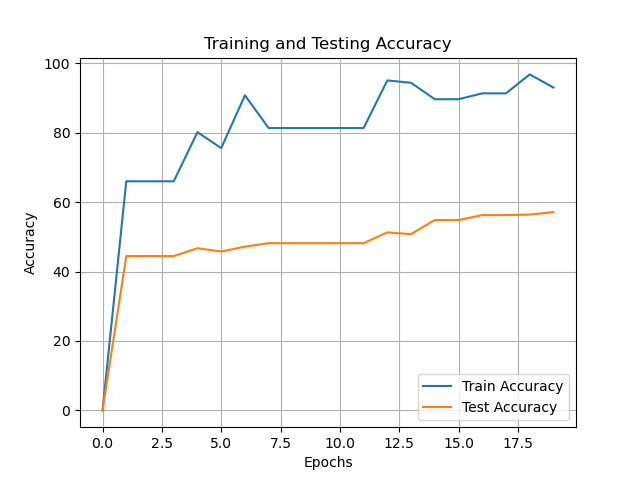 Training and Testing Accuracy
100
80
60
40
20
0
Accuracy
0.0 2.5 5.0 7.5 10.0 12.5 15.0 17.5
Epochs
Train Accuracy
Test Accuracy